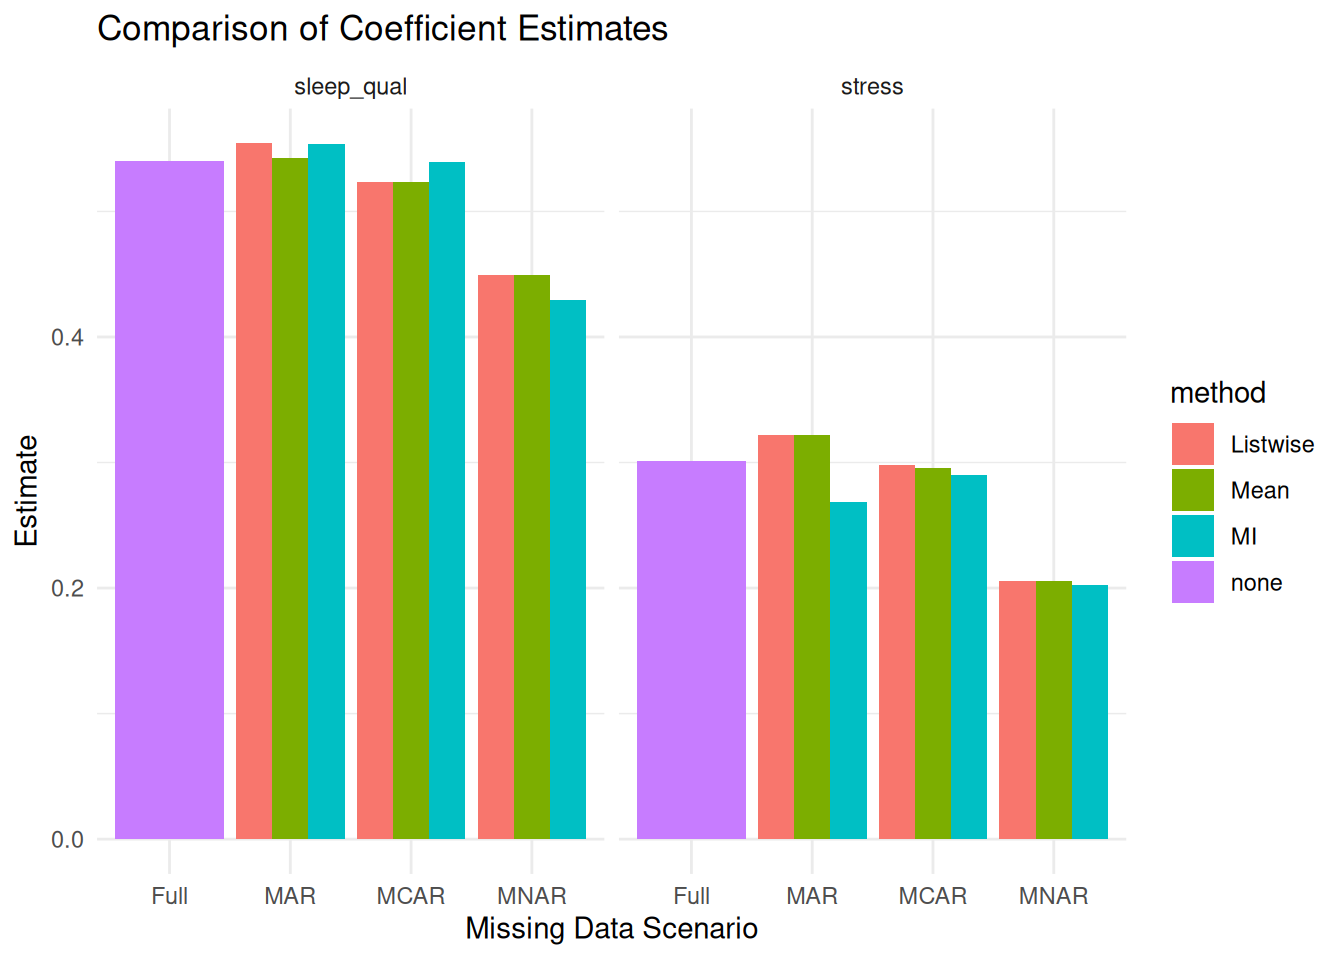 Comparison of Coefficient Estimates
sleep_qual
stress
Estimate
0.4
0.2
0.0
Full MAR MCAR MNAR
Full MAR MCAR MNAR
Missing Data Scenario
method
Listwise
Mean
MI
none